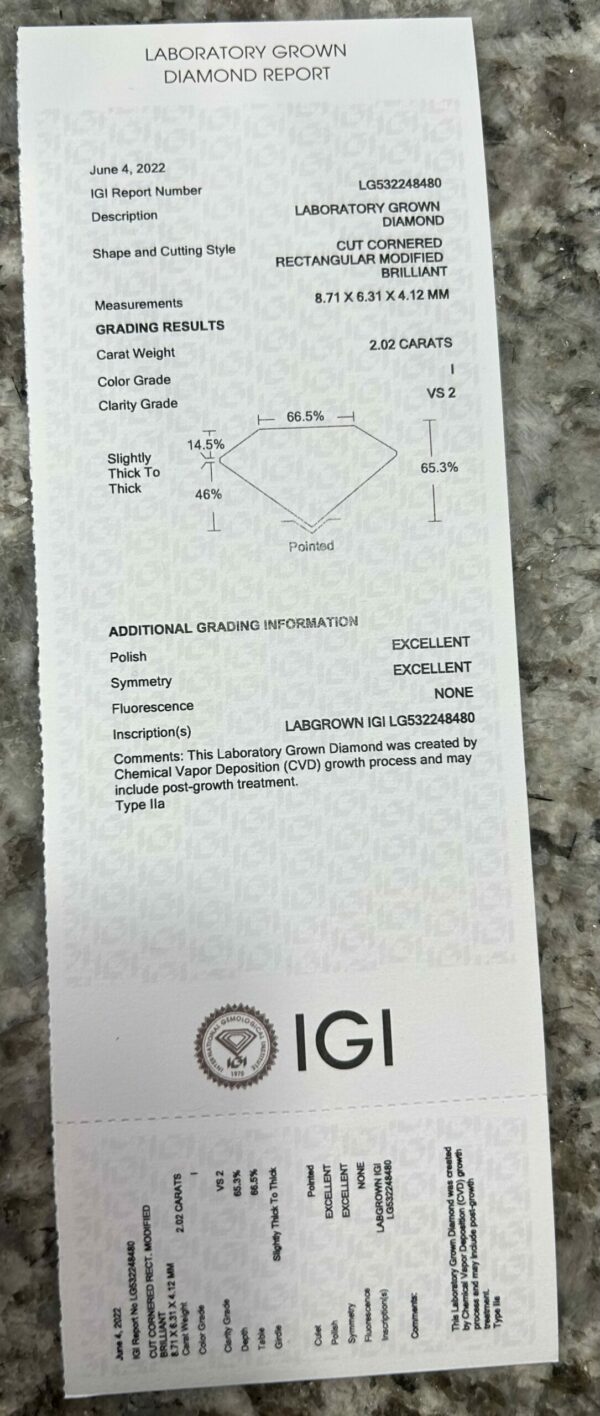 LABORATORY GROWN
DIAMOND REPORT
June 4, 2022
IGI Report Number LG532248480
Description LABORATORY GROWN
DIAMOND
Shape and Cutting Style CUT CORNERED
RECTANGULAR MODIFIED
BRILLIANT
Measurements 8.71 X 6.31 X 4.12 MM
GRADING RESULTS
Carat Weight 2.02 CARATS
Color Grade I
Clarity Grade VS 2
66.5%
14.5%
Slightly
Thick To
Thick
46%
65.3%
Pointed
ADDITIONAL GRADING INFORMATION
Polish EXCELLENT
Symmetry EXCELLENT
Fluorescence NONE
Inscription(s) LABGROWN IGI LG532248480
Comments: This Laboratory Grown Diamond was created by
Chemical Vapor Deposition (CVD) growth process and may
include post-growth treatment.
Type IIa
INTERNATIONAL GEMOLOGICAL INSTITUTE
IGI
1975
IGI
June 4, 2022
IGI Report No LG532248480
CUT CORNERED RECT. MODIFIED
BRILLIANT
8.71 X 6.31 X 4.12 MM
Carat Weight 2.02 CARATS
Color Grade I
Clarity Grade VS 2
Depth 65.3%
Table 66.5%
Girdle Slightly Thick To Thick
Culet Pointed
Polish EXCELLENT
Symmetry EXCELLENT
Fluorescence NONE
Inscription(s) LABGROWN IGI
LG532248480
Comments:
This Laboratory Grown Diamond was created
by Chemical Vapor Deposition (CVD) growth
process and may include post-growth
treatment.
Type IIa